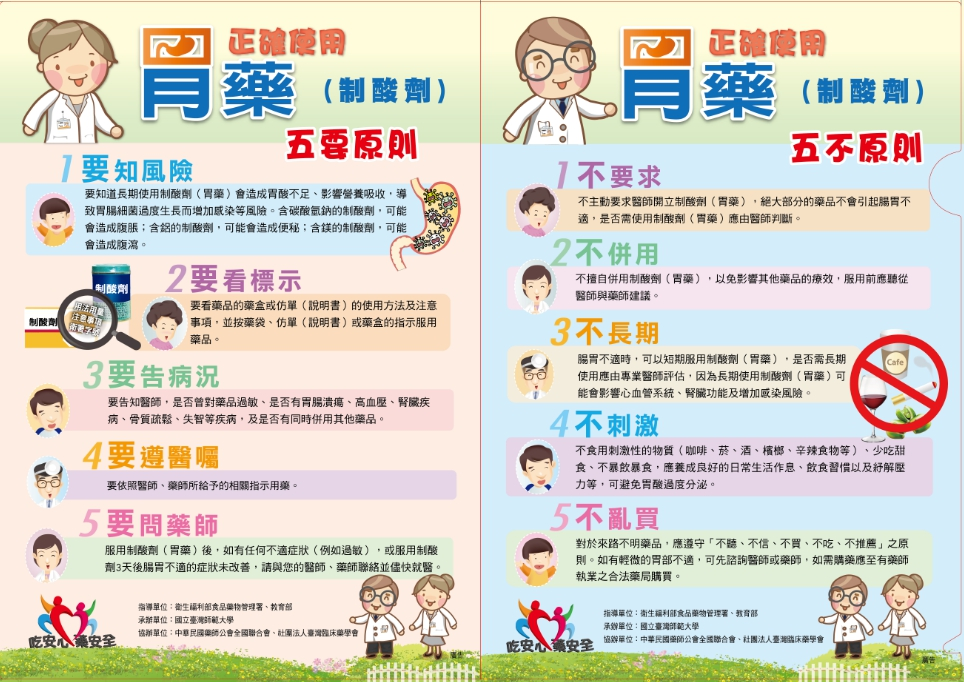 正確使用
胃藥(制酸劑)
五要原則
1要知風險
要知道長期使用制酸劑(胃藥)會造成胃酸不足、影響營養吸收,導
致胃腸細菌過度生長而增加感染等風險。含碳酸氫鈉的制酸劑,可能
會造成腹脹;含鋁的制酸劑,可能會造成便秘;含鎂的制酸劑,可能
會造成腹瀉。
2要看標示
制酸劑
制酸劑
用法用量
注意事項
要看藥品的藥盒或仿單(說明書)的使用方法及注意
事項,並按藥袋、仿單(說明書)或藥盒的指示服用
藥品。
3要告病況
要告知醫師,是否曾對藥品過敏、是否有胃腸潰瘍、高血壓、腎臟疾
病、骨質疏鬆、失智等疾病,及是否有同時併用其他藥品。
4要遵醫囑
要依照醫師、藥師所給予的相關指示用藥。
5要問藥師
服用制酸劑(胃藥)後,如有任何不適症狀(例如過敏),或服用制酸
劑3天後腸胃不適的症狀未改善,請與您的醫師、藥師聯絡並儘快就醫。
吃安心 藥安全
指導單位:衛生福利部食品藥物管理署、教育部
承辦單位:國立臺灣師範大學
協辦單位:中華民國藥師公會全國聯合會、社團法人臺灣臨床藥學會
廣告
正確使用
胃藥(制酸劑)
五不原則
1不要求
不主動要求醫師開立制酸劑(胃藥),絕大部分的藥品不會引起腸胃不
適,是否需使用制酸劑(胃藥)應由醫師判斷。
2不併用
不擅自併用制酸劑(胃藥),以免影響其他藥品的療效,服用前應聽從
醫師與藥師建議。
3不長期
腸胃不適時,可以短期服用制酸劑(胃藥),是否需長期
使用應由專業醫師評估,因為長期使用制酸劑(胃藥)可
能會影響心血管系統、腎臟功能及增加感染風險。
Cafe
4不刺激
不食用刺激性的物質(咖啡、菸、酒、檳榔、辛辣食物等)、少吃甜
食、不暴飲暴食,應養成良好的日常生活作息、飲食習慣以及紓解壓
力等,可避免胃酸過度分泌。
5不亂買
對於來路不明藥品,應遵守「不聽、不信、不買、不吃、不推薦」之原
則。如有輕微的胃部不適,可先諮詢醫師或藥師,如需購藥應至有藥師
執業之合法藥局購買。
吃安心 藥安全
指導單位:衛生福利部食品藥物管理署、教育部
承辦單位:國立臺灣師範大學
協辦單位:中華民國藥師公會全國聯合會、社團法人臺灣臨床藥學會
廣告